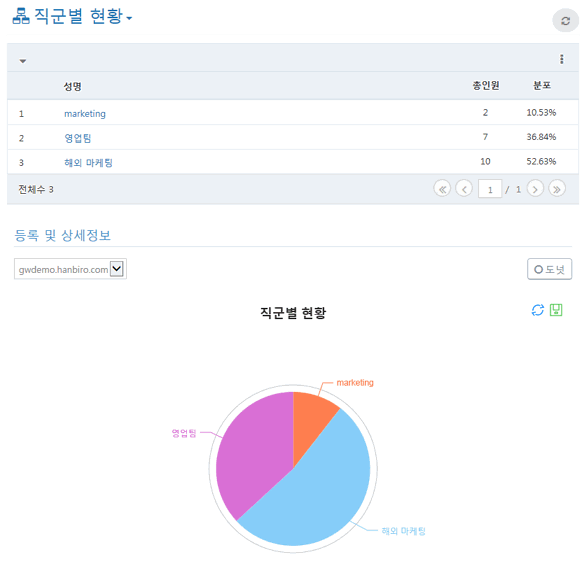 직군별 현황
성명 총인원 분포
1 marketing 2 10.53%
2 영업팀 7 36.84%
3 해외 마케팅 10 52.63%
전체수 3 1 / 1
등록 및 상세정보
gwdemo.hanbiro.com 도넛
직군별 현황
marketing
영업팀
해외 마케팅